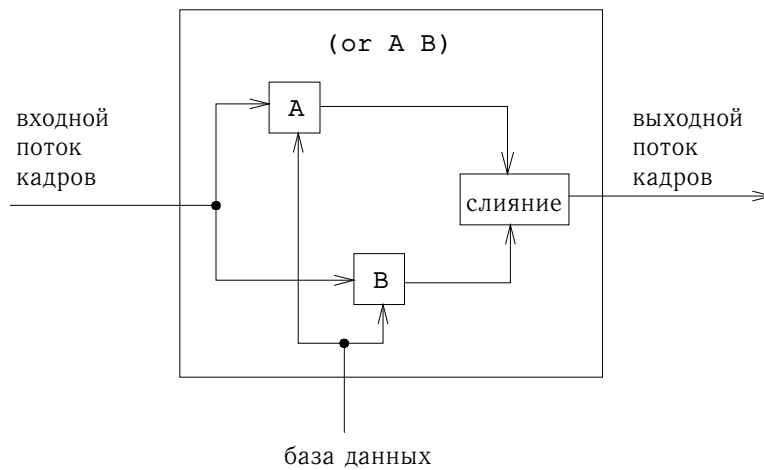 (or A B)
входной
поток
кадров
A
слияние
B
выходной
поток
кадров
база данных